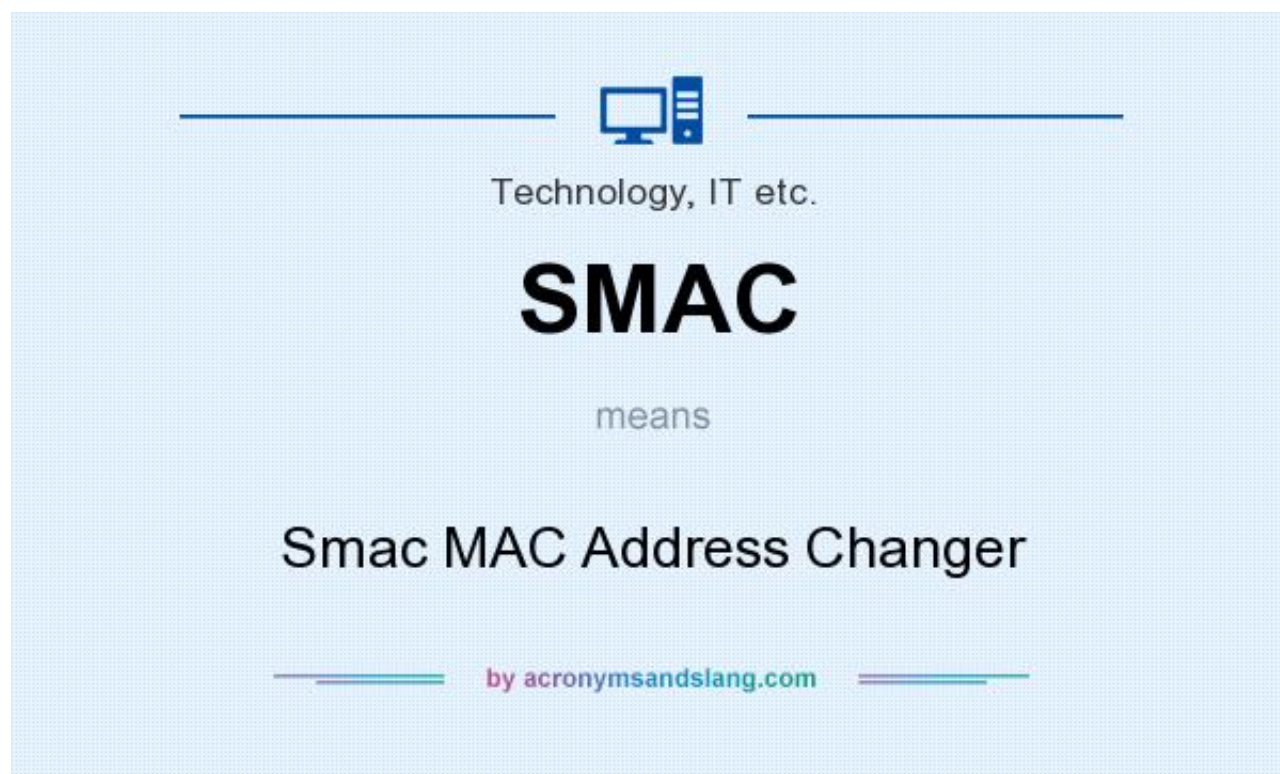 Technology, IT etc.
SMAC
means
Smac MAC Address Changer
by acronymsandslang.com